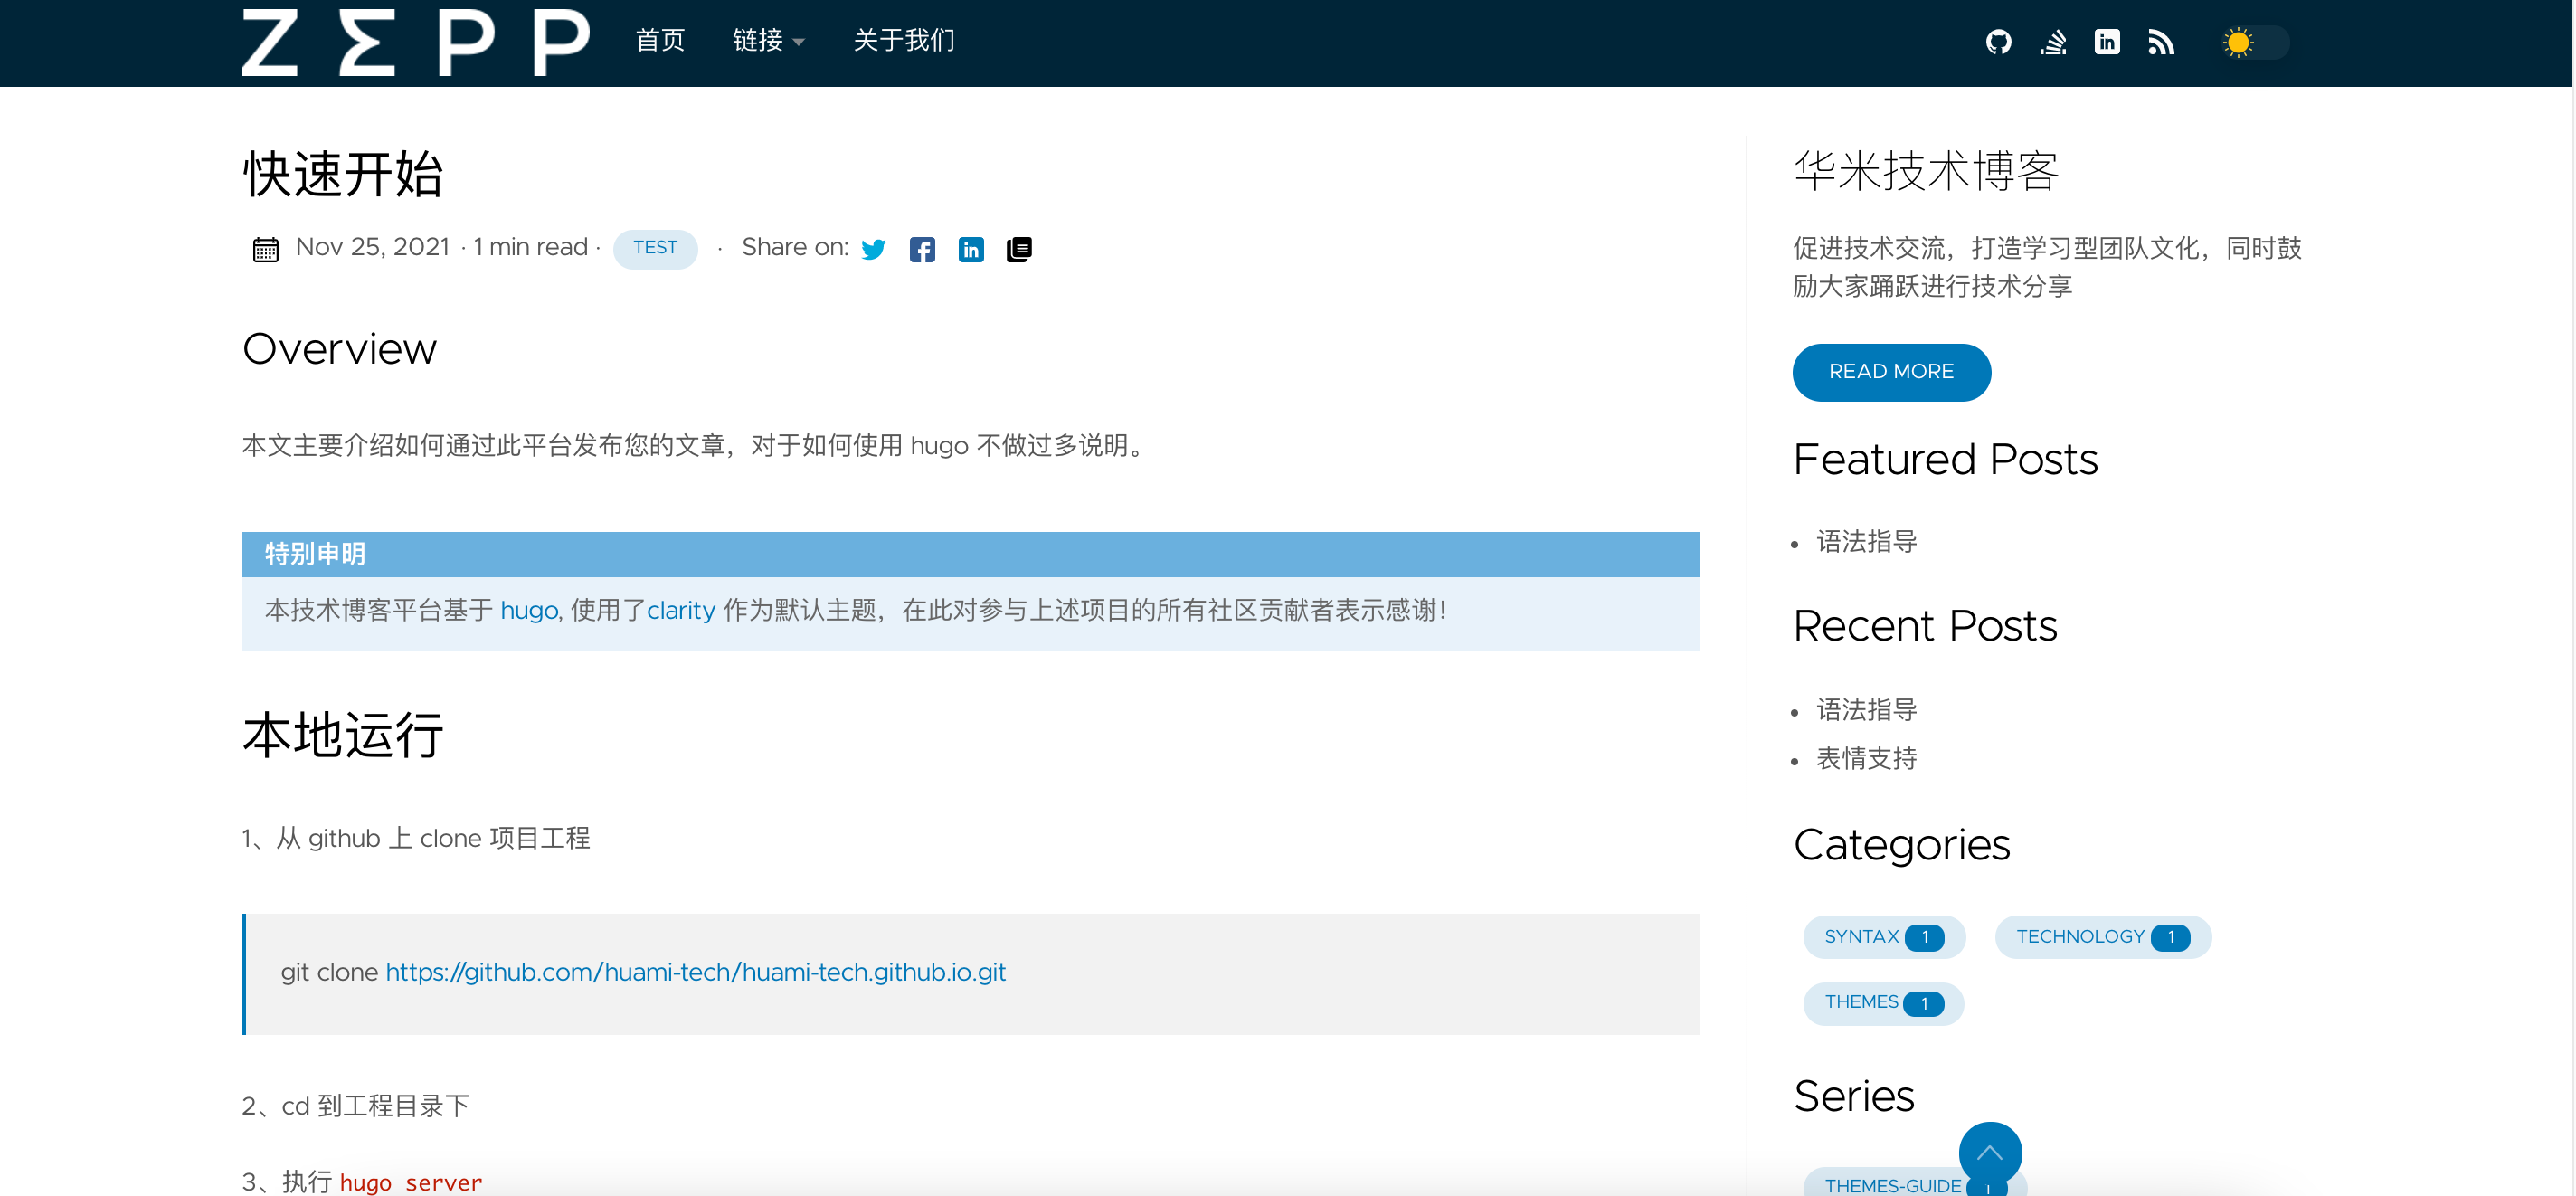 ZEPP 首页 链接 关于我们
快速开始
Nov 25, 2021 · 1 min read · TEST · Share on:
Overview
本文主要介绍如何通过此平台发布您的文章，对于如何使用 hugo 不做过多说明。
特别申明
本技术博客平台基于 hugo, 使用了clarity 作为默认主题，在此对参与上述项目的所有社区贡献者表示感谢！
本地运行
1、从 github 上 clone 项目工程
git clone https://github.com/huami-tech/huami-tech.github.io.git
2、cd 到工程目录下
3、执行 hugo server
华米技术博客
促进技术交流，打造学习型团队文化，同时鼓
励大家踊跃进行技术分享
READ MORE
Featured Posts
• 语法指导
Recent Posts
• 语法指导
• 表情支持
Categories
SYNTAX 1 TECHNOLOGY 1
THEMES 1
Series
THEMES-GUIDE 1